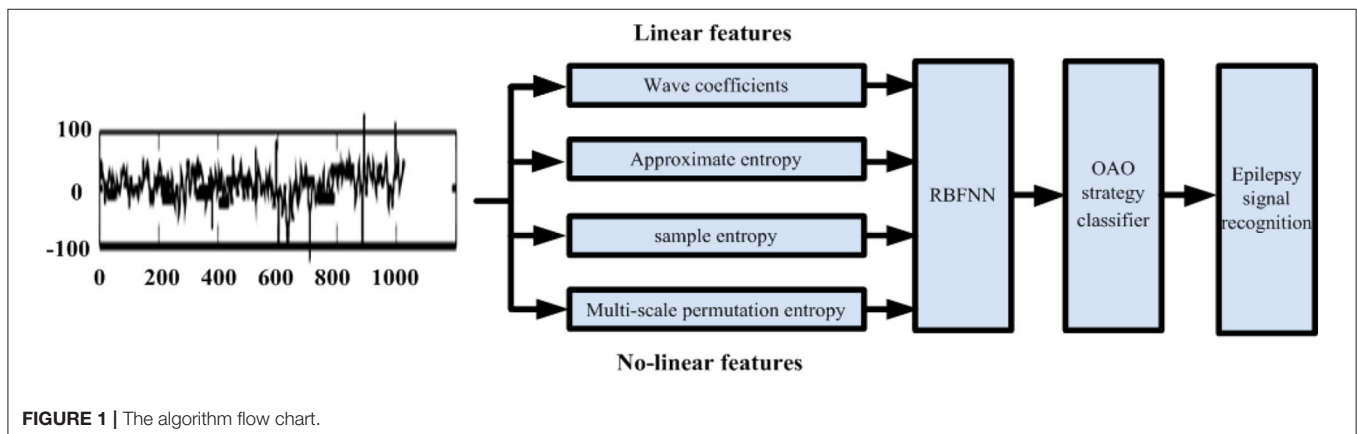 Linear features
100
0
-100
0 200 400 600 800 1000
Wave coefficients
Approximate entropy
sample entropy
Multi-scale permutation entropy
No-linear features
RBFNN
OAO
strategy
classifier
Epilepsy
signal
recognition
FIGURE 1 | The algorithm flow chart.